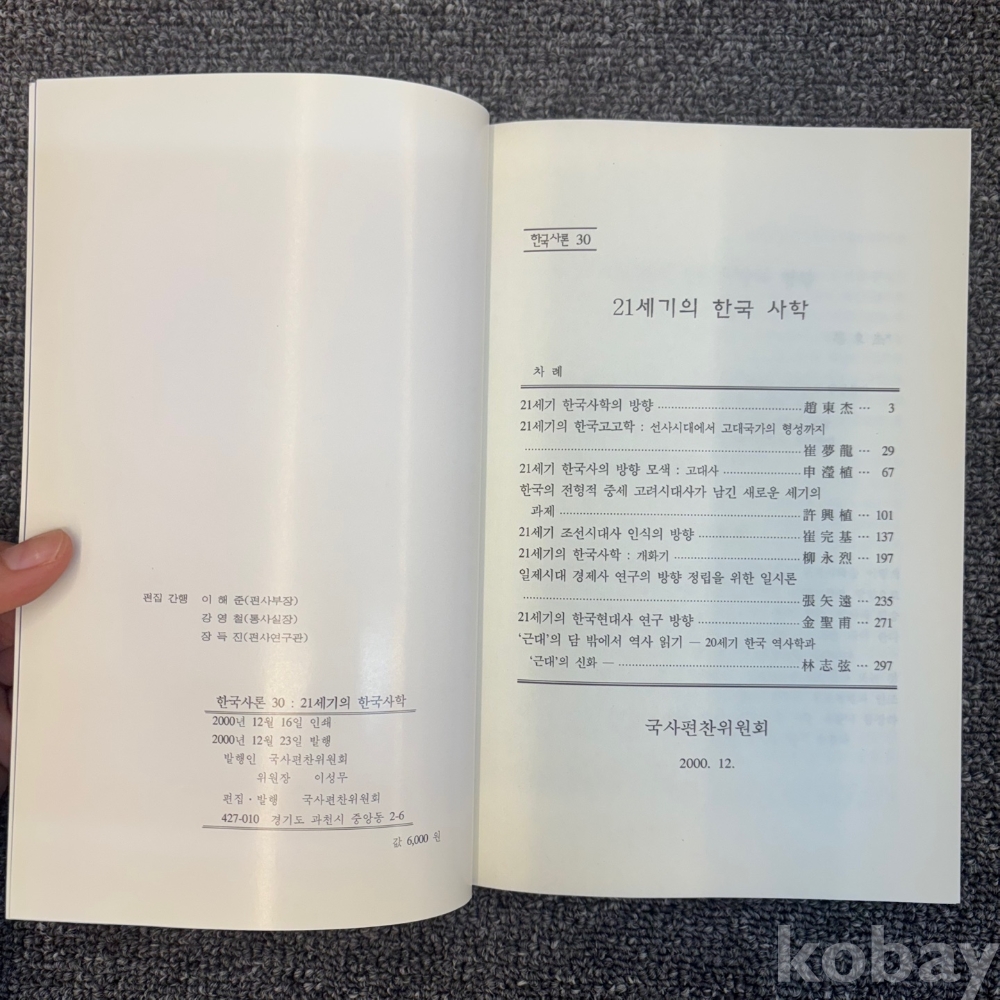 편집 간행 이 해 준(편사부장)
강 영 철(통사실장)
장 득 진(편사연구관)
한국사론 30 : 21세기의 한국사학
2000년 12월 16일 인쇄
2000년 12월 23일 발행
발행인 국사편찬위원회
위원장 이성무
편집·발행 국사편찬위원회
427-010 경기도 과천시 중앙동 2-6
값 6,000 원
한국사론 30
21세기의 한국 사학
차 례
21세기 한국사학의 방향 ······ 趙東杰 ··· 3
21세기의 한국고고학 : 선사시대에서 고대국가의 형성까지
······ 崔夢龍 ··· 29
21세기 한국사의 방향 모색 : 고대사 ······ 申瀅植 ··· 67
한국의 전형적 중세 고려시대사가 남긴 새로운 세기의
과제 ······ 許興植 ··· 101
21세기 조선시대사 인식의 방향 ······ 崔完基 ··· 137
21세기의 한국사학 : 개화기 ······ 柳永烈 ··· 197
일제시대 경제사 연구의 방향 정립을 위한 일시론
······ 張矢遠 ··· 235
21세기의 한국현대사 연구 방향 ······ 金聖甫 ··· 271
'근대'의 담 밖에서 역사 읽기 ─ 20세기 한국 역사학과
'근대'의 신화 ─ ······ 林志弦 ··· 297
국사편찬위원회
2000. 12.
kobay